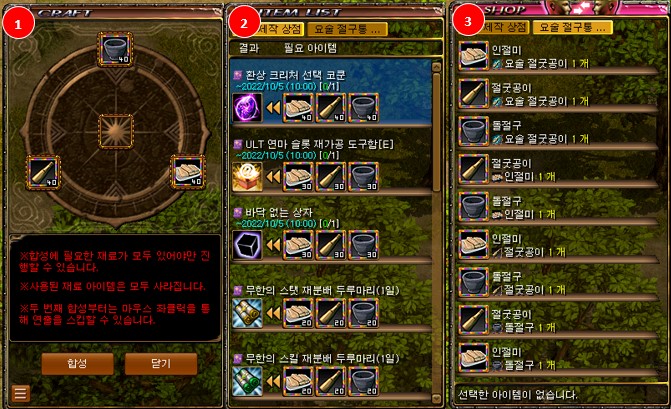 1
CRAFT
40
40
40
※합성에 필요한 재료가 모두 있어야만 진
행할 수 있습니다.
※사용된 재료 아이템은 모두 사라집니다.
※두 번째 합성부터는 마우스 좌클릭을 통
해 연출을 스킵할 수 있습니다.
합성
닫기
2
ITEM LIST
제작 상점
요술 절구통 ...
결과
필요 아이템
환상 크리처 선택 코쿤
~2022/10/5 (10:00) [0/1]
40
40
40
ULT 연마 슬롯 재가공 도구함[E]
~2022/10/5 (10:00) [0/1]
30
30
30
바닥 없는 상자
~2022/10/5 (10:00) [0/1]
30
30
30
무한의 스탯 재분배 두루마리(1일)
20
20
20
무한의 스킬 재분배 두루마리(1일)
20
20
20
3
SHOP
제작 상점
요술 절구통 ...
인절미
요술 절굿공이 1 개
절굿공이
요술 절굿공이 1 개
돌절구
요술 절굿공이 1 개
절굿공이
인절미 1 개
돌절구
인절미 1 개
인절미
절굿공이 1 개
돌절구
절굿공이 1 개
절굿공이
돌절구 1 개
인절미
돌절구 1 개
선택한 아이템이 없습니다.